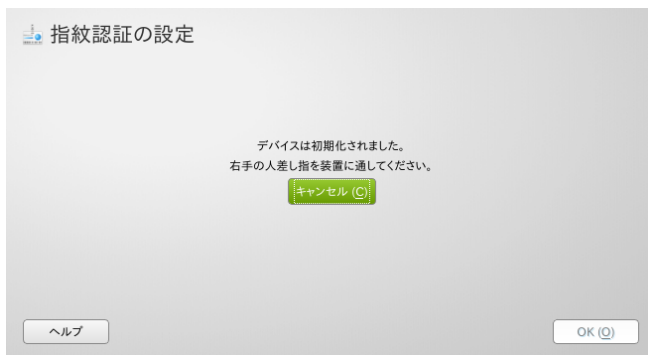 指紋認証の設定
デバイスは初期化されました。
右手の人差し指を装置に通してください。
キャンセル (C)
ヘルプ
OK (O)